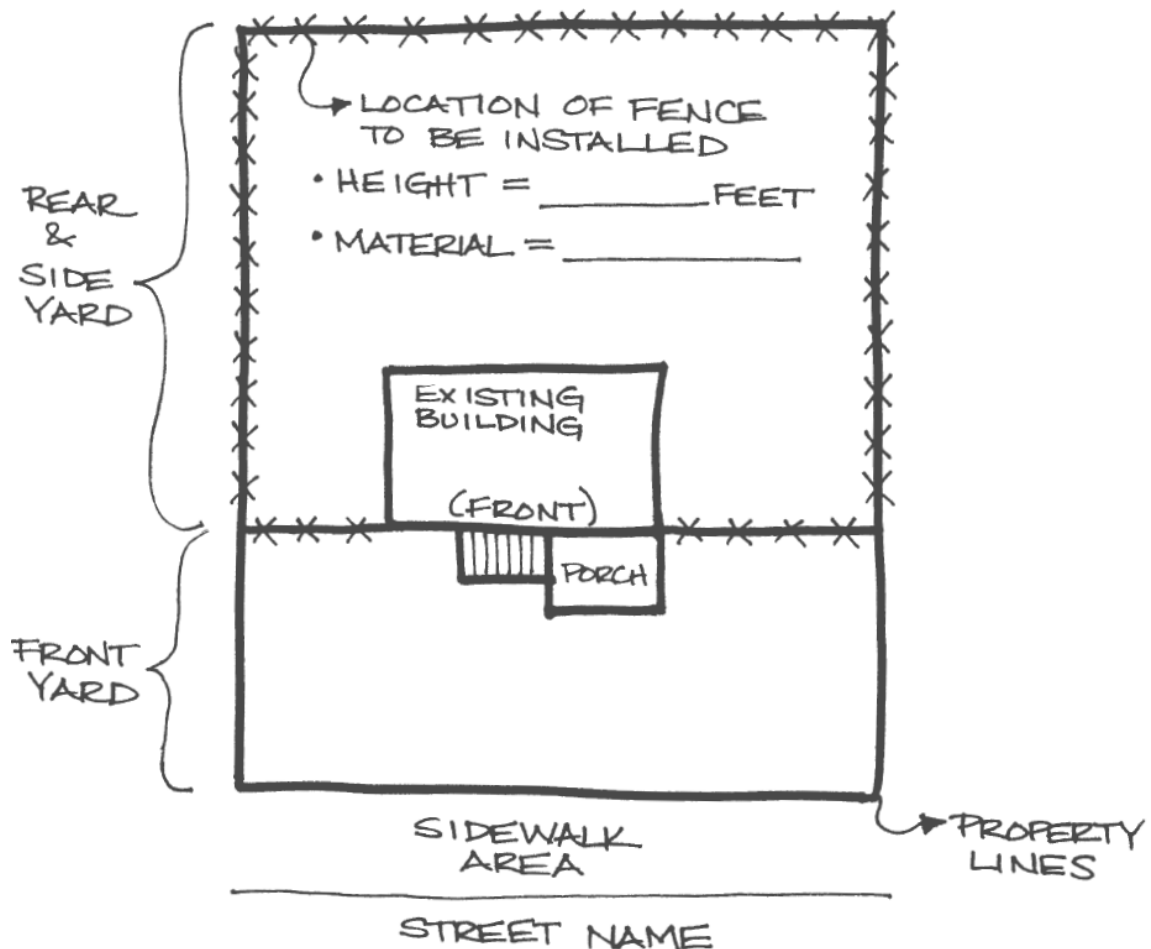 LOCATION OF FENCE
TO BE INSTALLED
• HEIGHT = ________ FEET
• MATERIAL = ___________
REAR
&
SIDE
YARD
EXISTING
BUILDING
(FRONT)
PORCH
FRONT
YARD
SIDEWALK
AREA
PROPERTY
LINES
STREET NAME